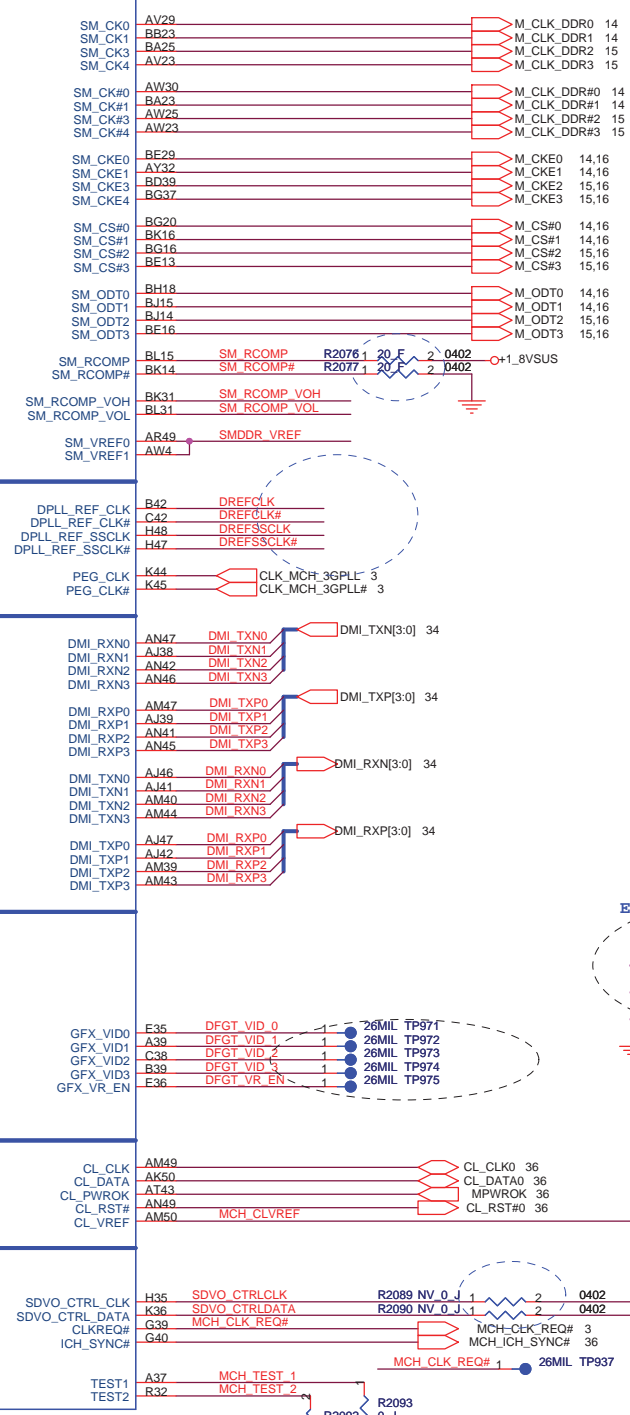 SM_CK0 AV29 M_CLK_DDR0 14
SM_CK1 BB23 M_CLK_DDR1 14
SM_CK3 BA25 M_CLK_DDR2 15
SM_CK4 AV23 M_CLK_DDR3 15
SM_CK#0 AW30 M_CLK_DDR#0 14
SM_CK#1 BA23 M_CLK_DDR#1 14
SM_CK#3 AW25 M_CLK_DDR#2 15
SM_CK#4 AW23 M_CLK_DDR#3 15
SM_CKE0 BE29 M_CKE0 14,16
SM_CKE1 AY32 M_CKE1 14,16
SM_CKE3 BD39 M_CKE2 15,16
SM_CKE4 BG37 M_CKE3 15,16
SM_CS#0 BG20 M_CS#0 14,16
SM_CS#1 BK16 M_CS#1 14,16
SM_CS#2 BG16 M_CS#2 15,16
SM_CS#3 BE13 M_CS#3 15,16
SM_ODT0 BH18 M_ODT0 14,16
SM_ODT1 BJ15 M_ODT1 14,16
SM_ODT2 BJ14 M_ODT2 15,16
SM_ODT3 BE16 M_ODT3 15,16
SM_RCOMP BL15 SM_RCOMP R2076 1 20_F 2 0402 +1_8VSUS
SM_RCOMP# BK14 SM_RCOMP# R2077 1 20_F 2 0402
SM_RCOMP_VOH BK31 SM_RCOMP_VOH
SM_RCOMP_VOL BL31 SM_RCOMP_VOL
SM_VREF0 AR49 SMDDR_VREF
SM_VREF1 AW4
DPLL_REF_CLK B42 DREFCLK
DPLL_REF_CLK# C42 DREFCLK#
DPLL_REF_SSCLK H48 DREFSSCLK
DPLL_REF_SSCLK# H47 DREFSSCLK#
PEG_CLK K44 CLK_MCH_3GPLL 3
PEG_CLK# K45 CLK_MCH_3GPLL# 3
DMI_RXN0 AN47 DMI_TXN0 DMI_TXN[3:0] 34
DMI_RXN1 AJ38 DMI_TXN1
DMI_RXN2 AN42 DMI_TXN2
DMI_RXN3 AN46 DMI_TXN3
DMI_RXP0 AM47 DMI_TXP0 DMI_TXP[3:0] 34
DMI_RXP1 AJ39 DMI_TXP1
DMI_RXP2 AN41 DMI_TXP2
DMI_RXP3 AN45 DMI_TXP3
DMI_TXN0 AJ46 DMI_RXN0 DMI_RXN[3:0] 34
DMI_TXN1 AJ41 DMI_RXN1
DMI_TXN2 AM40 DMI_RXN2
DMI_TXN3 AM44 DMI_RXN3
DMI_TXP0 AJ47 DMI_RXP0 DMI_RXP[3:0] 34
DMI_TXP1 AJ42 DMI_RXP1
DMI_TXP2 AM39 DMI_RXP2
DMI_TXP3 AM43 DMI_RXP3
E
GFX_VID0 E35 DFGT_VID_0 1 26MIL TP971
GFX_VID1 A39 DFGT_VID_1 1 26MIL TP972
GFX_VID2 C38 DFGT_VID_2 1 26MIL TP973
GFX_VID3 B39 DFGT_VID_3 1 26MIL TP974
GFX_VR_EN E36 DFGT_VR_EN 1 26MIL TP975
CL_CLK AM49 CL_CLK0 36
CL_DATA AK50 CL_DATA0 36
CL_PWROK AT43 MPWROK 36
CL_RST# AN49 CL_RST#0 36
CL_VREF AM50 MCH_CLVREF
SDVO_CTRL_CLK H35 SDVO_CTRLCLK R2089 NV_0_J 1 2 0402
SDVO_CTRL_DATA K36 SDVO_CTRLDATA R2090 NV_0_J 1 2 0402
CLKREQ# G39 MCH_CLK_REQ# MCH_CLK_REQ# 3
ICH_SYNC# G40 MCH_ICH_SYNC# 36
MCH_CLK_REQ# 1 26MIL TP937
TEST1 A37 MCH_TEST_1 1
TEST2 R32 MCH_TEST_2 2
R2093